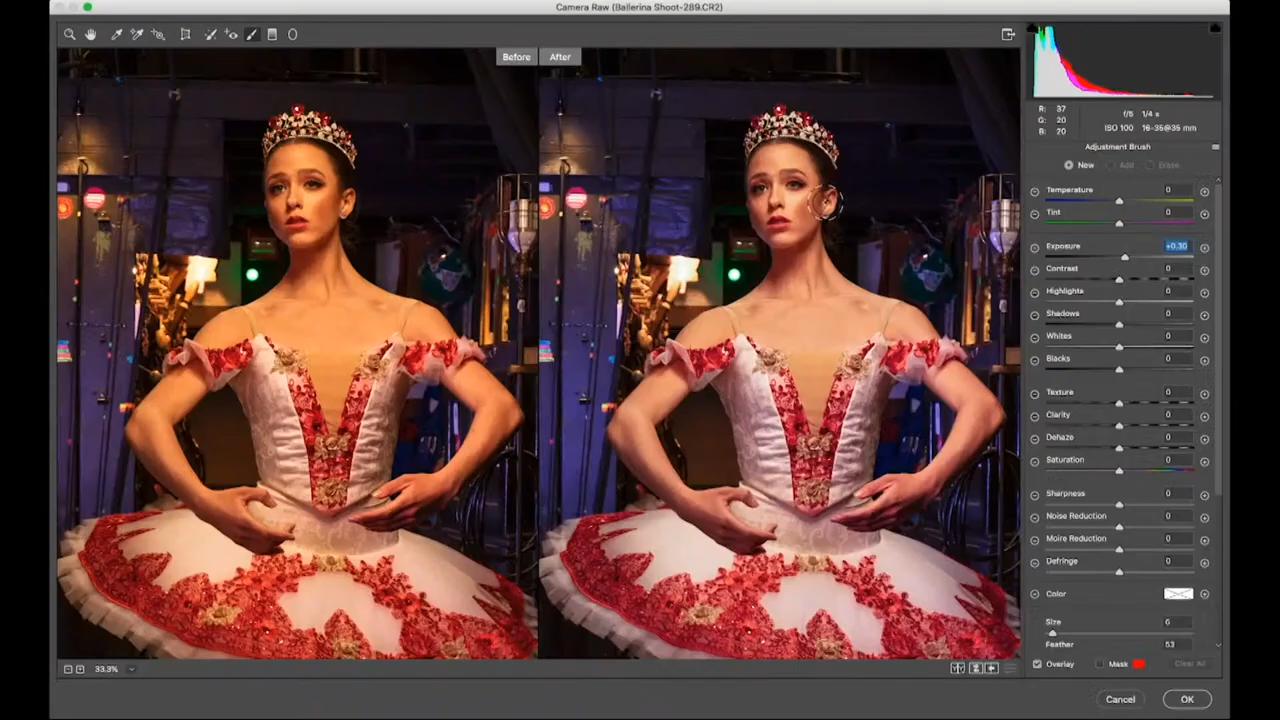 Camera Raw (Ballerina Shoot-289.CR2)
Before
After
R: 37
G: 20
B: 20
f/5 1/4 s
ISO 100 16-35@35 mm
Adjustment Brush
New Add Erase
Temperature 0
Tint 0
Exposure +0.30
Contrast 0
Highlights 0
Shadows 0
Whites 0
Blacks 0
Texture 0
Clarity 0
Dehaze 0
Saturation 0
Sharpness 0
Noise Reduction 0
Moire Reduction 0
Defringe 0
Color
Size 6
Feather 53
33.3%
Overlay Mask Clear All
Cancel OK